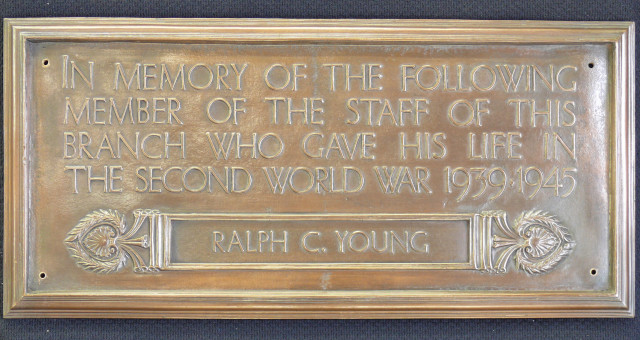 IN MEMORY OF THE FOLLOWING
MEMBER OF THE STAFF OF THIS
BRANCH WHO GAVE HIS LIFE IN
THE SECOND WORLD WAR 1939·1945
RALPH C. YOUNG